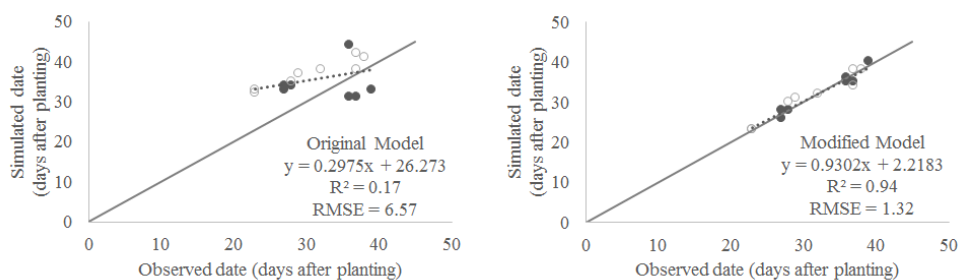 Simulated date
(days after planting)
50
40
30
20
10
0
Original Model
y = 0.2975x + 26.273
R² = 0.17
RMSE = 6.57
0 10 20 30 40 50
Observed date (days after planting)
Simulated date
(days after planting)
50
40
30
20
10
0
Modified Model
y = 0.9302x + 2.2183
R² = 0.94
RMSE = 1.32
0 10 20 30 40 50
Observed date (days after planting)